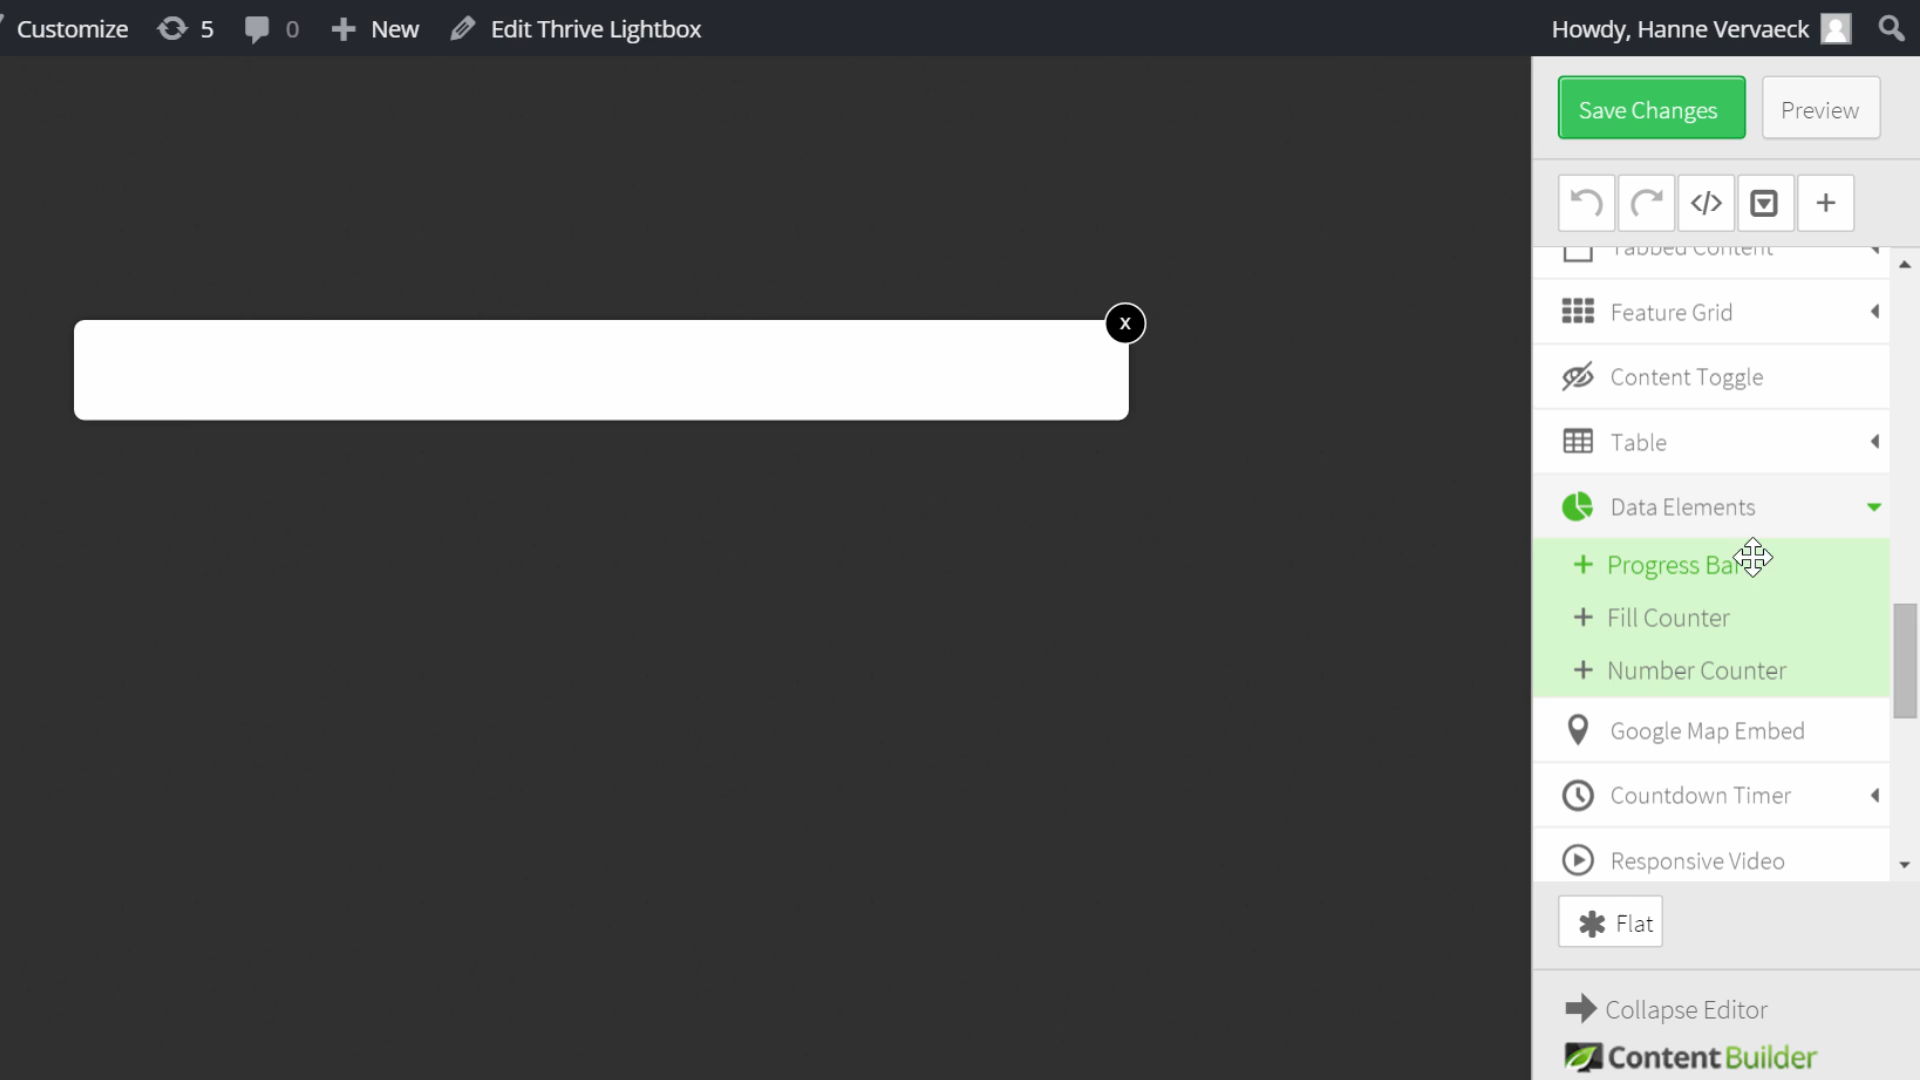 Customize
5
0
New
Edit Thrive Lightbox
Howdy, Hanne Vervaeck
Save Changes
Preview
</>
+
Tabbed Content
x
Feature Grid
Content Toggle
Table
Data Elements
+ Progress Bar
+ Fill Counter
+ Number Counter
Google Map Embed
Countdown Timer
Responsive Video
Flat
Collapse Editor
Content Builder